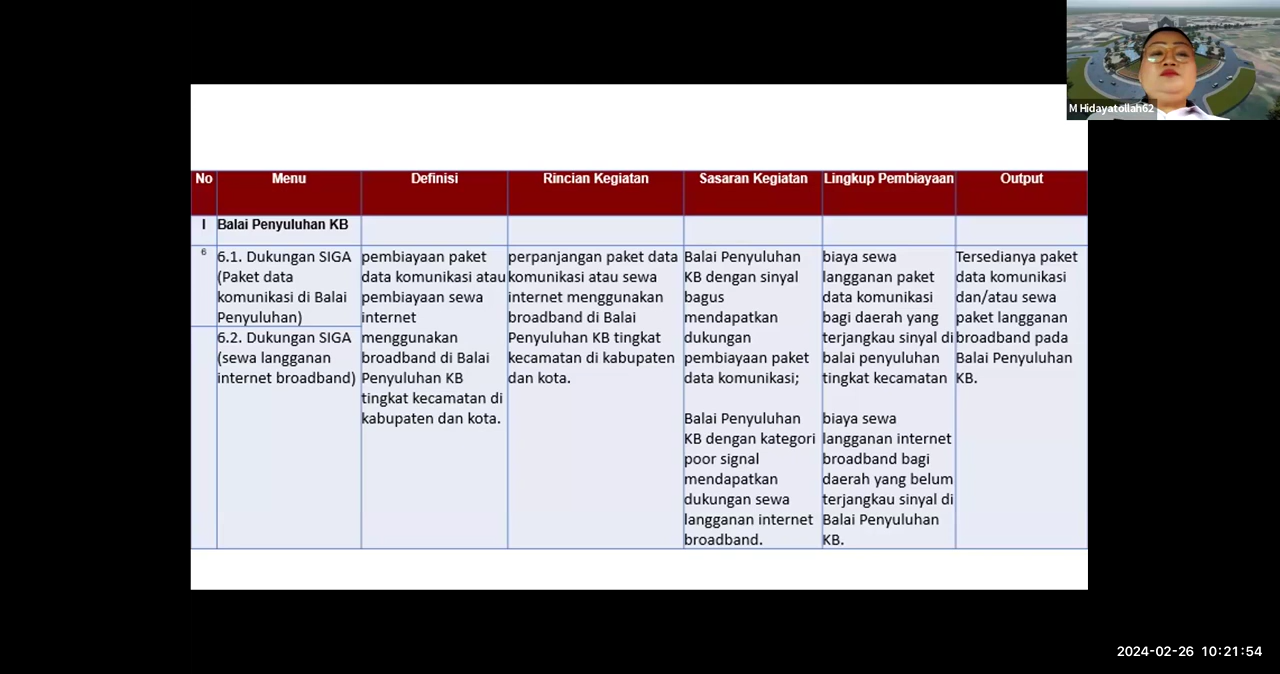 M Hidayatollah62
No
Menu
Definisi
Rincian Kegiatan
Sasaran Kegiatan
Lingkup Pembiayaan
Output
I
Balai Penyuluhan KB
6
6.1. Dukungan SIGA
(Paket data
komunikasi di Balai
Penyuluhan)
6.2. Dukungan SIGA
(sewa langganan
internet broadband)
pembiayaan paket
data komunikasi atau
pembiayaan sewa
internet
menggunakan
broadband di Balai
Penyuluhan KB
tingkat kecamatan di
kabupaten dan kota.
perpanjangan paket data
komunikasi atau sewa
internet menggunakan
broadband di Balai
Penyuluhan KB tingkat
kecamatan di kabupaten
dan kota.
Balai Penyuluhan
KB dengan sinyal
bagus
mendapatkan
dukungan
pembiayaan paket
data komunikasi;
Balai Penyuluhan
KB dengan kategori
poor signal
mendapatkan
dukungan sewa
langganan internet
broadband.
biaya sewa
langganan paket
data komunikasi
bagi daerah yang
terjangkau sinyal di
balai penyuluhan
tingkat kecamatan
biaya sewa
langganan internet
broadband bagi
daerah yang belum
terjangkau sinyal di
Balai Penyuluhan
KB.
Tersedianya paket
data komunikasi
dan/atau sewa
paket langganan
broadband pada
Balai Penyuluhan
KB.
2024-02-26 10:21:54